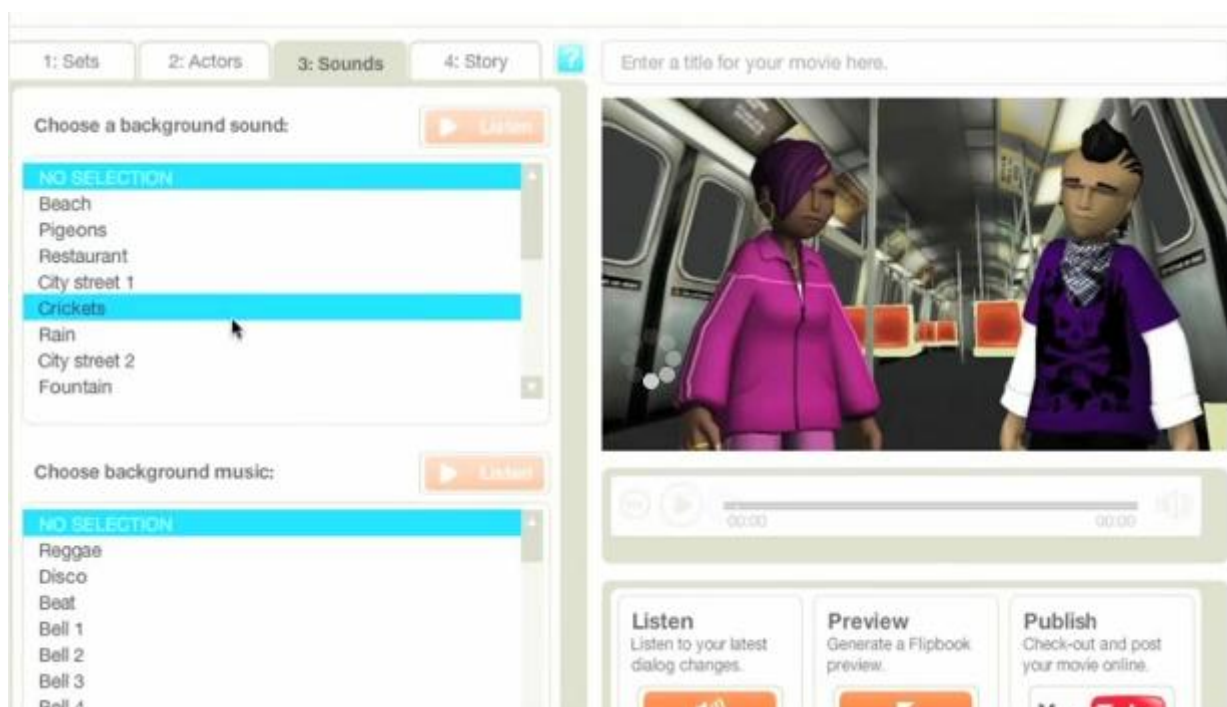 1: Sets
2: Actors
3: Sounds
4: Story
?
Enter a title for your movie here.
Choose a background sound:
Listen
NO SELECTION
Beach
Pigeons
Restaurant
City street 1
Crickets
Rain
City street 2
Fountain
Choose background music:
Listen
NO SELECTION
Reggae
Disco
Beat
Bell 1
Bell 2
Bell 3
Bell 4
00:00
00:00
Listen
Listen to your latest
dialog changes.
Preview
Generate a Flipbook
preview.
Publish
Check-out and post
your movie online.